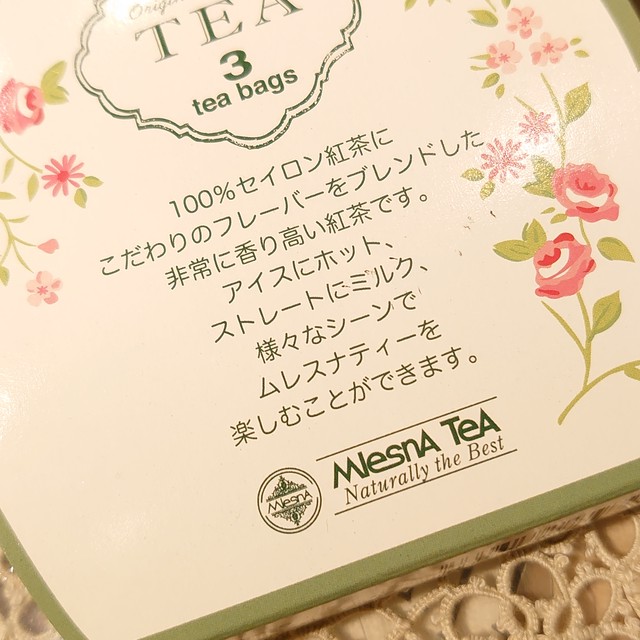 Origin
TEA
3
tea bags
100%セイロン紅茶に
こだわりのフレーバーをブレンドした
非常に香り高い紅茶です。
アイスにホット、
ストレートにミルク、
様々なシーンで
ムレスナティーを
楽しむことができます。
MlesnA
MlesnA TeA
Naturally the Best